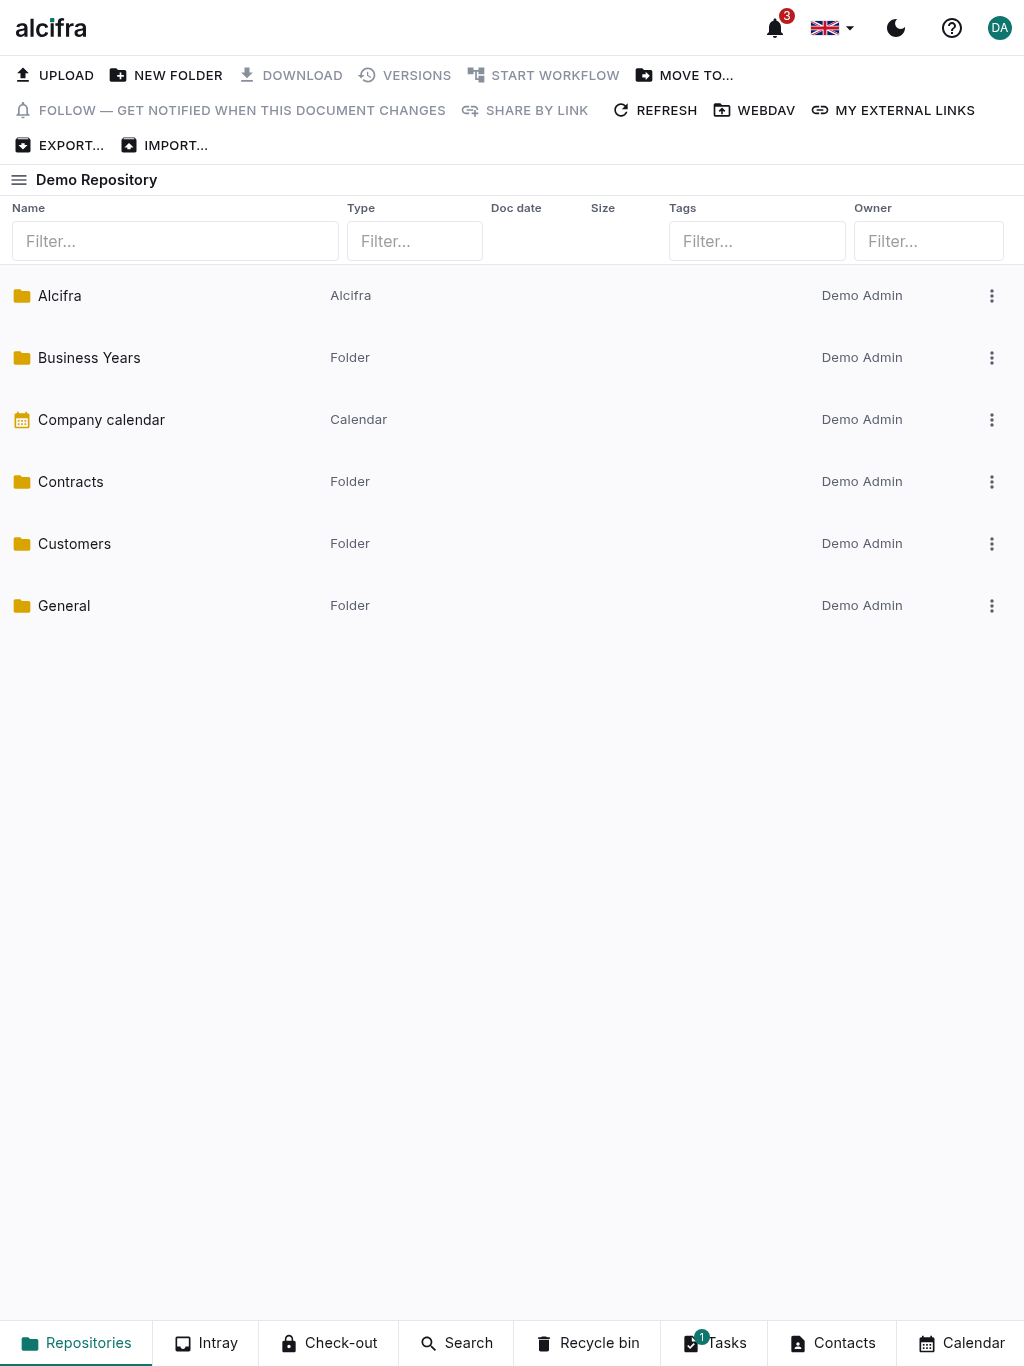 alcifra
3
DA
UPLOAD NEW FOLDER DOWNLOAD VERSIONS START WORKFLOW MOVE TO...
FOLLOW — GET NOTIFIED WHEN THIS DOCUMENT CHANGES SHARE BY LINK REFRESH WEBDAV MY EXTERNAL LINKS
EXPORT... IMPORT...
Demo Repository
Name Type Doc date Size Tags Owner
Filter... Filter... Filter... Filter...
Alcifra Alcifra Demo Admin
Business Years Folder Demo Admin
Company calendar Calendar Demo Admin
Contracts Folder Demo Admin
Customers Folder Demo Admin
General Folder Demo Admin
Repositories Intray Check-out Search Recycle bin 1 Tasks Contacts Calendar